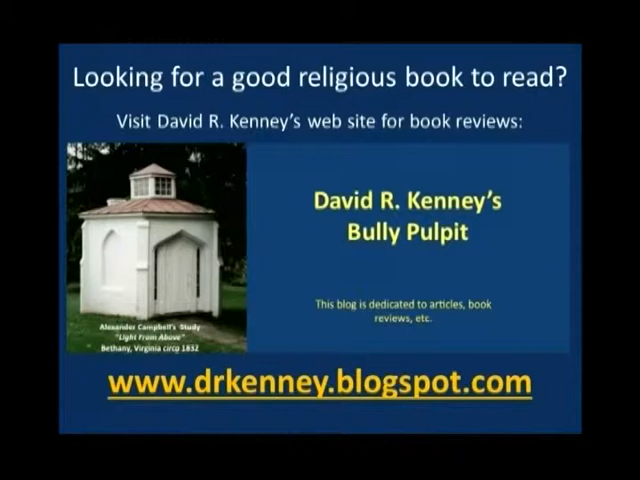 Looking for a good religious book to read?
Visit David R. Kenney's web site for book reviews:
David R. Kenney's
Bully Pulpit
This blog is dedicated to articles, book
reviews, etc.
Alexander Campbell's Study
"Light From Above"
Bethany, Virginia circa 1832
www.drkenney.blogspot.com